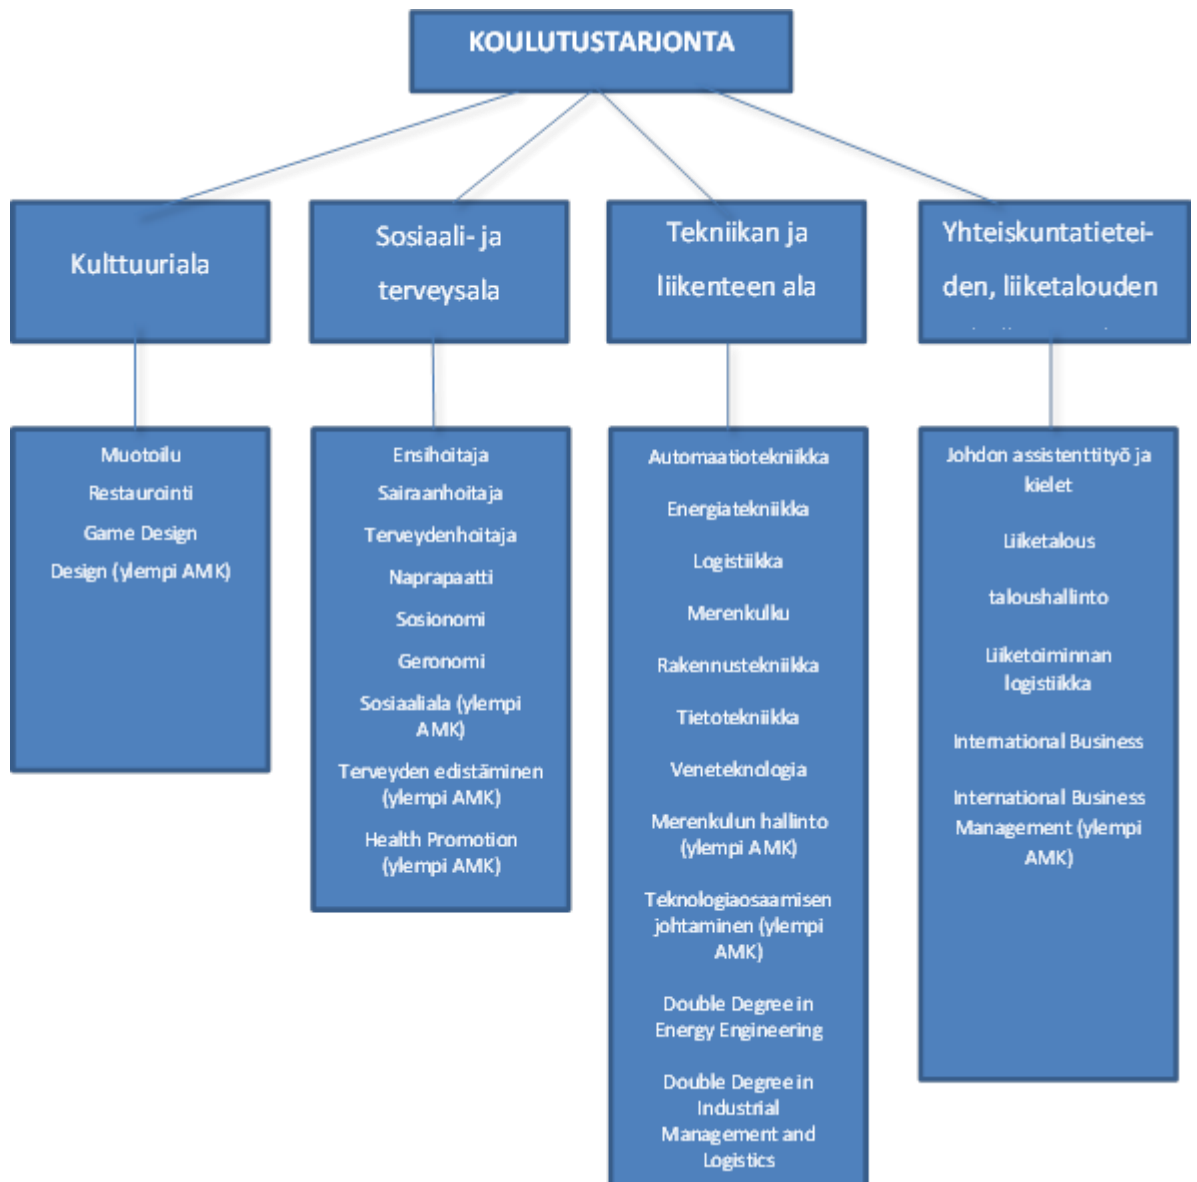 KOULUTUSTARJONTA
Kulttuuriala
Sosiaali- ja
terveysala
Tekniikan ja
liikenteen ala
Yhteiskuntatietei-
den, liiketalouden
Muotoilu
Restaurointi
Game Design
Design (ylempi AMK)
Ensihoitaja
Sairaanhoitaja
Terveydenhoitaja
Naprapaatti
Sosionomi
Geronomi
Sosiaaliala (ylempi
AMK)
Terveyden edistäminen
(ylempi AMK)
Health Promotion
(ylempi AMK)
Automaatiotekniikka
Energiatekniikka
Logistiikka
Merenkulku
Rakennustekniikka
Tietotekniikka
Veneteknologia
Merenkulun hallinto
(ylempi AMK)
Teknologiaosaamisen
johtaminen (ylempi
AMK)
Double Degree in
Energy Engineering
Double Degree in
Industrial
Management and
Logistics
Johdon assistenttityö ja
kielet
Liiketalous
taloushallinto
Liiketoiminnan
logistiikka
International Business
International Business
Management (ylempi
AMK)